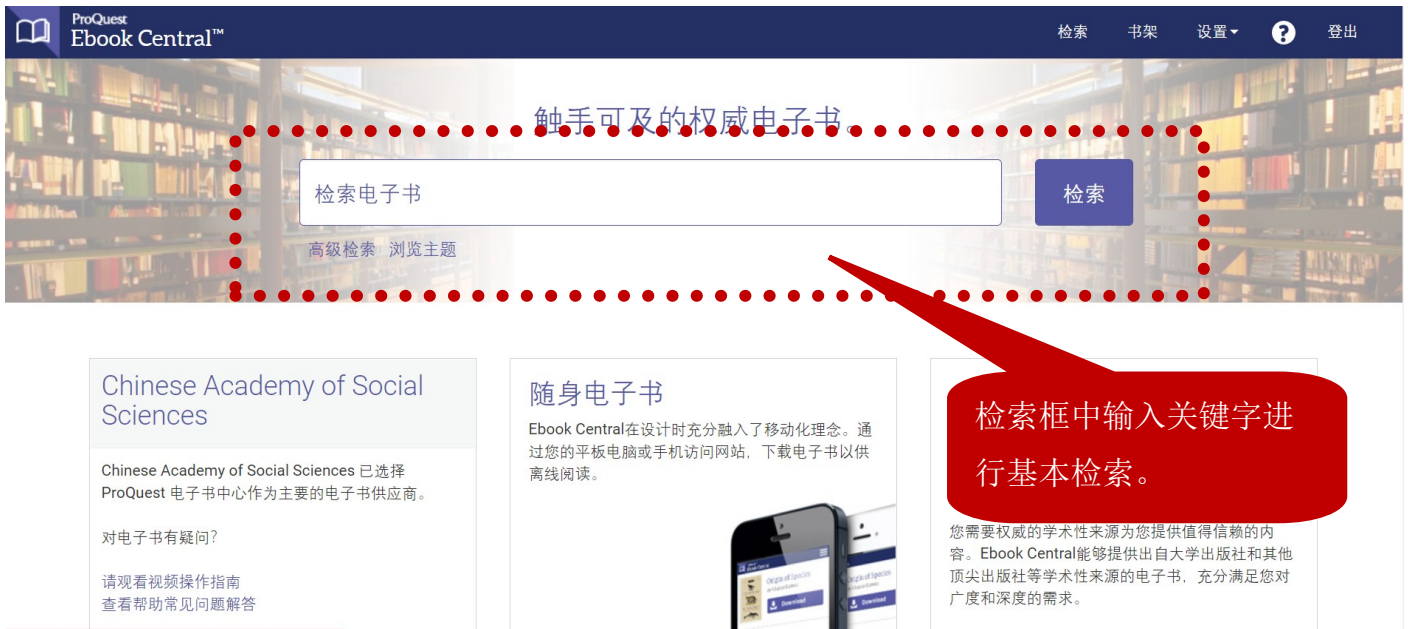 ProQuest
Ebook Central™
检索 书架 设置 ? 登出
触手可及的权威电子书。
检索电子书
检索
高级检索 浏览主题
Chinese Academy of Social
Sciences
Chinese Academy of Social Sciences 已选择
ProQuest 电子书中心作为主要的电子书供应商。
对电子书有疑问?
请观看视频操作指南
查看帮助常见问题解答
随身电子书
Ebook Central在设计时充分融入了移动化理念。通
过您的平板电脑或手机访问网站，下载电子书以供
离线阅读。
Origin of Species
Download
检索框中输入关键字进
行基本检索。
您需要权威的学术性来源为您提供值得信赖的内
容。Ebook Central能够提供出自大学出版社和其他
顶尖出版社等学术性来源的电子书，充分满足您对
广度和深度的需求。